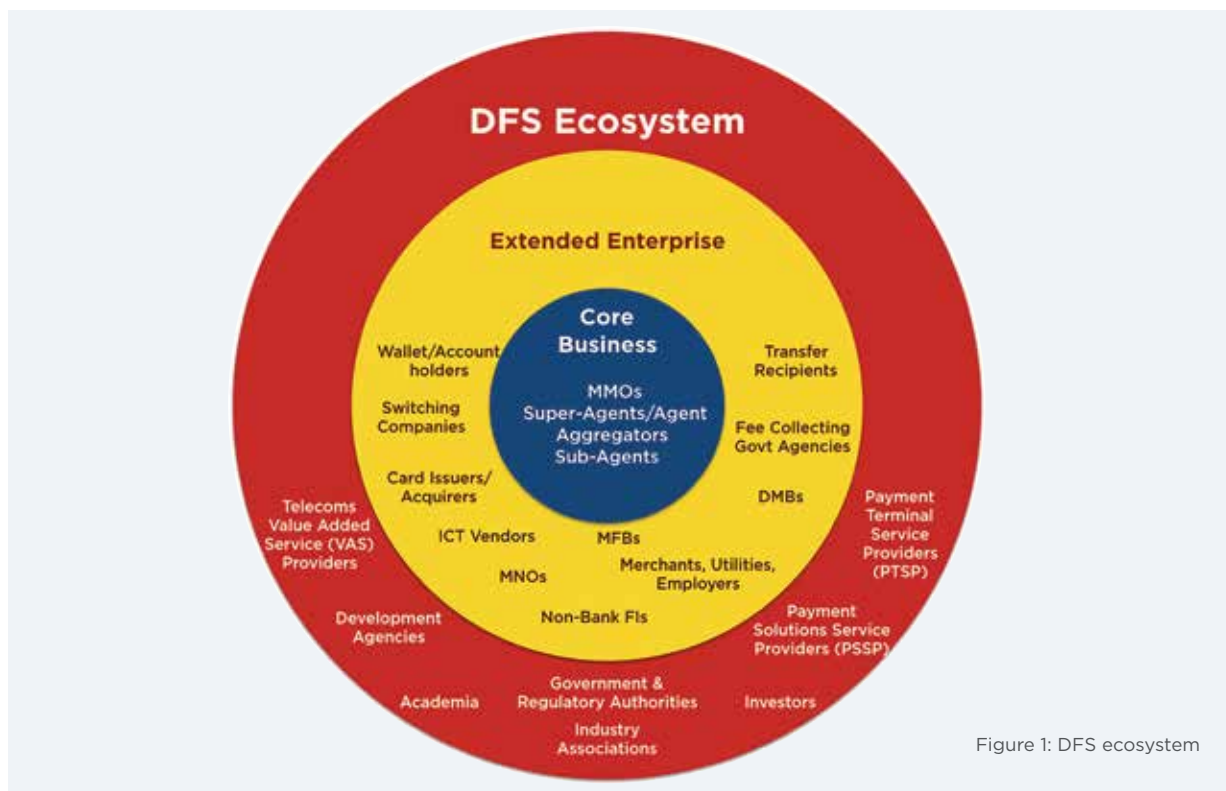 DFS Ecosystem
Extended Enterprise
Core
Business
MMOs
Super-Agents/Agent
Aggregators
Sub-Agents
Wallet/Account
holders
Switching
Companies
Card Issuers/
Acquirers
ICT Vendors
MNOs
Non-Bank FIs
MFBs
Merchants, Utilities,
Employers
DMBs
Fee Collecting
Govt Agencies
Transfer
Recipients
Telecoms
Value Added
Service (VAS)
Providers
Development
Agencies
Academia
Government &
Regulatory Authorities
Industry
Associations
Investors
Payment
Solutions Service
Providers (PSSP)
Payment
Terminal
Service
Providers
(PTSP)
Figure 1: DFS ecosystem